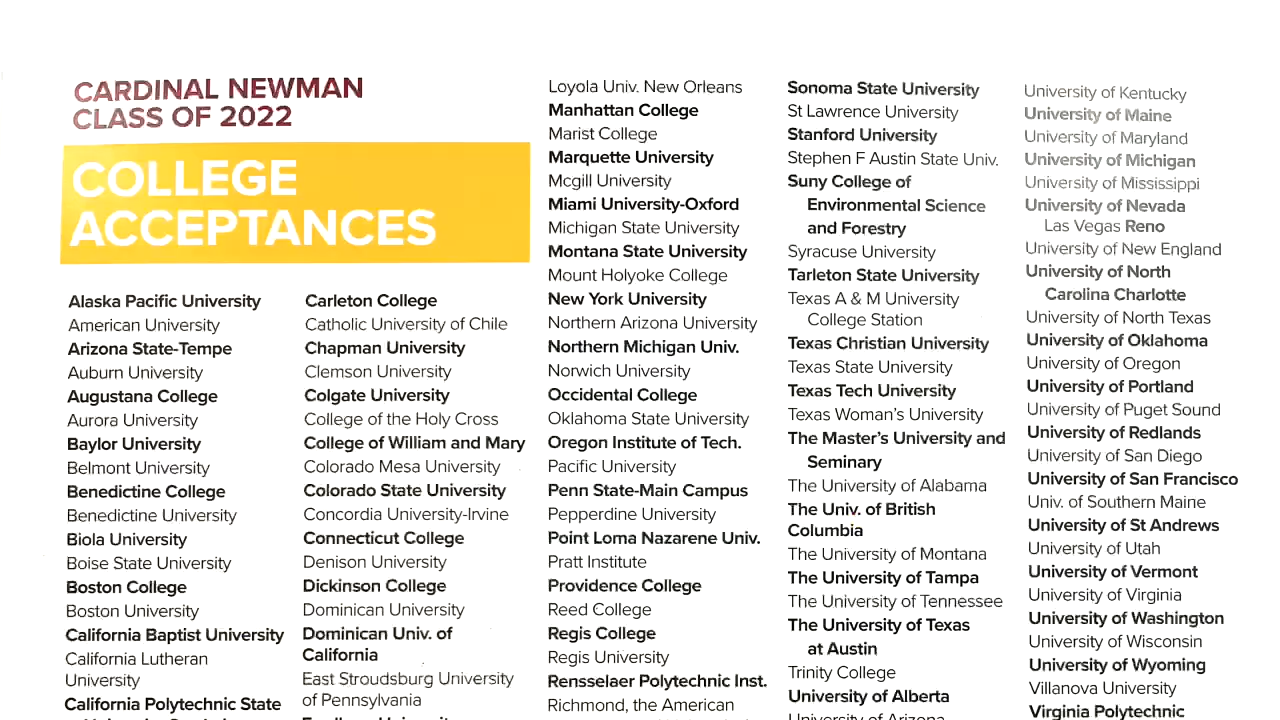 CARDINAL NEWMAN
CLASS OF 2022
COLLEGE
ACCEPTANCES
Alaska Pacific University
American University
Arizona State-Tempe
Auburn University
Augustana College
Aurora University
Baylor University
Belmont University
Benedictine College
Benedictine University
Biola University
Boise State University
Boston College
Boston University
California Baptist University
California Lutheran
University
California Polytechnic State
Carleton College
Catholic University of Chile
Chapman University
Clemson University
Colgate University
College of the Holy Cross
College of William and Mary
Colorado Mesa University
Colorado State University
Concordia University-Irvine
Connecticut College
Denison University
Dickinson College
Dominican University
Dominican Univ. of
California
East Stroudsburg University
of Pennsylvania
Loyola Univ. New Orleans
Manhattan College
Marist College
Marquette University
Mcgill University
Miami University-Oxford
Michigan State University
Montana State University
Mount Holyoke College
New York University
Northern Arizona University
Northern Michigan Univ.
Norwich University
Occidental College
Oklahoma State University
Oregon Institute of Tech.
Pacific University
Penn State-Main Campus
Pepperdine University
Point Loma Nazarene Univ.
Pratt Institute
Providence College
Reed College
Regis College
Regis University
Rensselaer Polytechnic Inst.
Richmond, the American
Sonoma State University
St Lawrence University
Stanford University
Stephen F Austin State Univ.
Suny College of
Environmental Science
and Forestry
Syracuse University
Tarleton State University
Texas A & M University
College Station
Texas Christian University
Texas State University
Texas Tech University
Texas Woman's University
The Master's University and
Seminary
The University of Alabama
The Univ. of British
Columbia
The University of Montana
The University of Tampa
The University of Tennessee
The University of Texas
at Austin
Trinity College
University of Alberta
University of Arizona
University of Kentucky
University of Maine
University of Maryland
University of Michigan
University of Mississippi
University of Nevada
Las Vegas Reno
University of New England
University of North
Carolina Charlotte
University of North Texas
University of Oklahoma
University of Oregon
University of Portland
University of Puget Sound
University of Redlands
University of San Diego
University of San Francisco
Univ. of Southern Maine
University of St Andrews
University of Utah
University of Vermont
University of Virginia
University of Washington
University of Wisconsin
University of Wyoming
Villanova University
Virginia Polytechnic